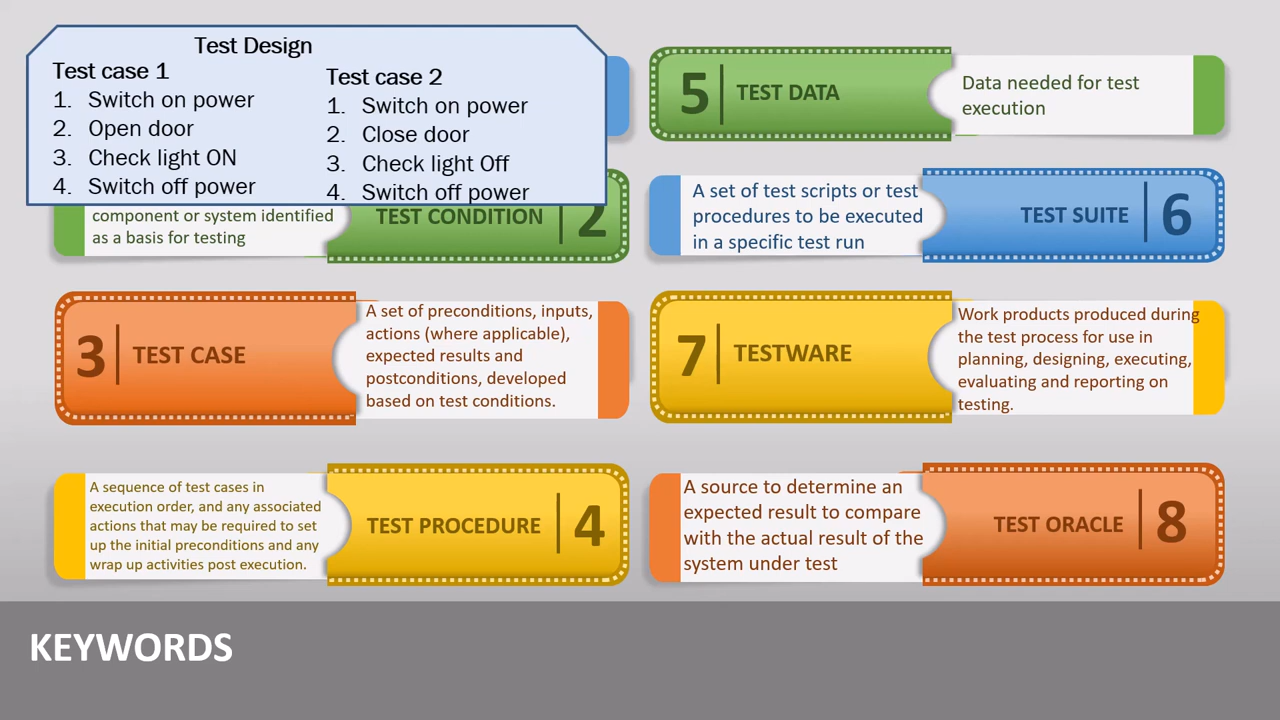 Test Design
Test case 1
1. Switch on power
2. Open door
3. Check light ON
4. Switch off power
Test case 2
1. Switch on power
2. Close door
3. Check light Off
4. Switch off power
component or system identified
as a basis for testing
TEST CONDITION
2
3
TEST CASE
A set of preconditions, inputs,
actions (where applicable),
expected results and
postconditions, developed
based on test conditions.
A sequence of test cases in
execution order, and any associated
actions that may be required to set
up the initial preconditions and any
wrap up activities post execution.
TEST PROCEDURE
4
5
TEST DATA
Data needed for test
execution
A set of test scripts or test
procedures to be executed
in a specific test run
TEST SUITE
6
7
TESTWARE
Work products produced during
the test process for use in
planning, designing, executing,
evaluating and reporting on
testing.
A source to determine an
expected result to compare
with the actual result of the
system under test
TEST ORACLE
8
KEYWORDS